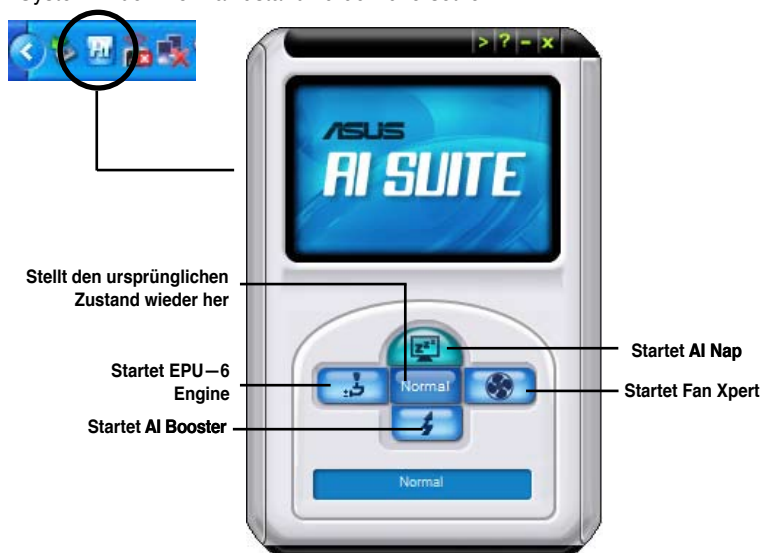 > ? - x
ASUS
AI SUITE
Stellt den ursprünglichen
Zustand wieder her
Startet EPU—6
Engine
Startet AI Booster
zzz
Normal
Startet AI Nap
Startet Fan Xpert
Normal